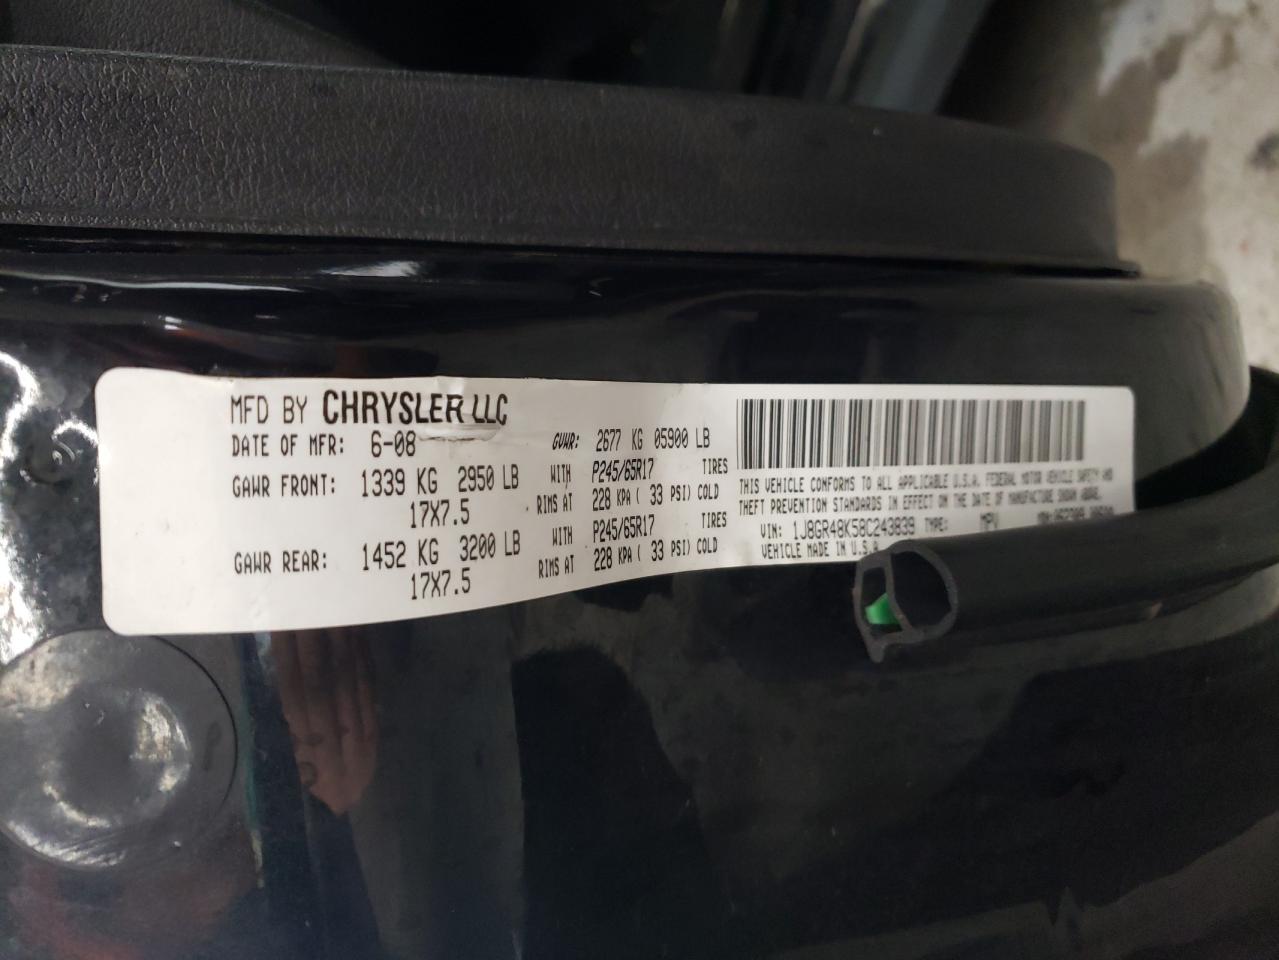 MFD BY CHRYSLER LLC
DATE OF MFR: 6-08 GVWR: 2677 KG 05900 LB
GAWR FRONT: 1339 KG 2950 LB WITH P245/65R17 TIRES
17X7.5 RIMS AT 228 KPA ( 33 PSI) COLD
GAWR REAR: 1452 KG 3200 LB WITH P245/65R17 TIRES
17X7.5 RIMS AT 228 KPA ( 33 PSI) COLD
THIS VEHICLE CONFORMS TO ALL APPLICABLE U.S.A. FEDERAL MOTOR VEHICLE SAFETY AND
THEFT PREVENTION STANDARDS IN EFFECT ON THE DATE OF MANUFACTURE SHOWN ABOVE.
VIN: 1J8GR48K58C243839 TYPE: MPV
VEHICLE MADE IN U.S.A